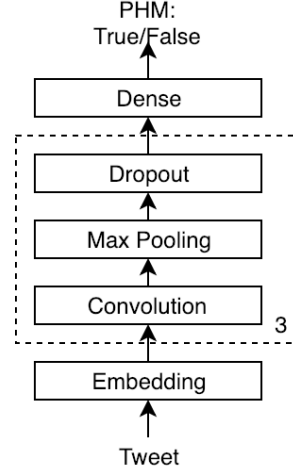 PHM:
True/False
Dense
Dropout
Max Pooling
Convolution
3
Embedding
Tweet